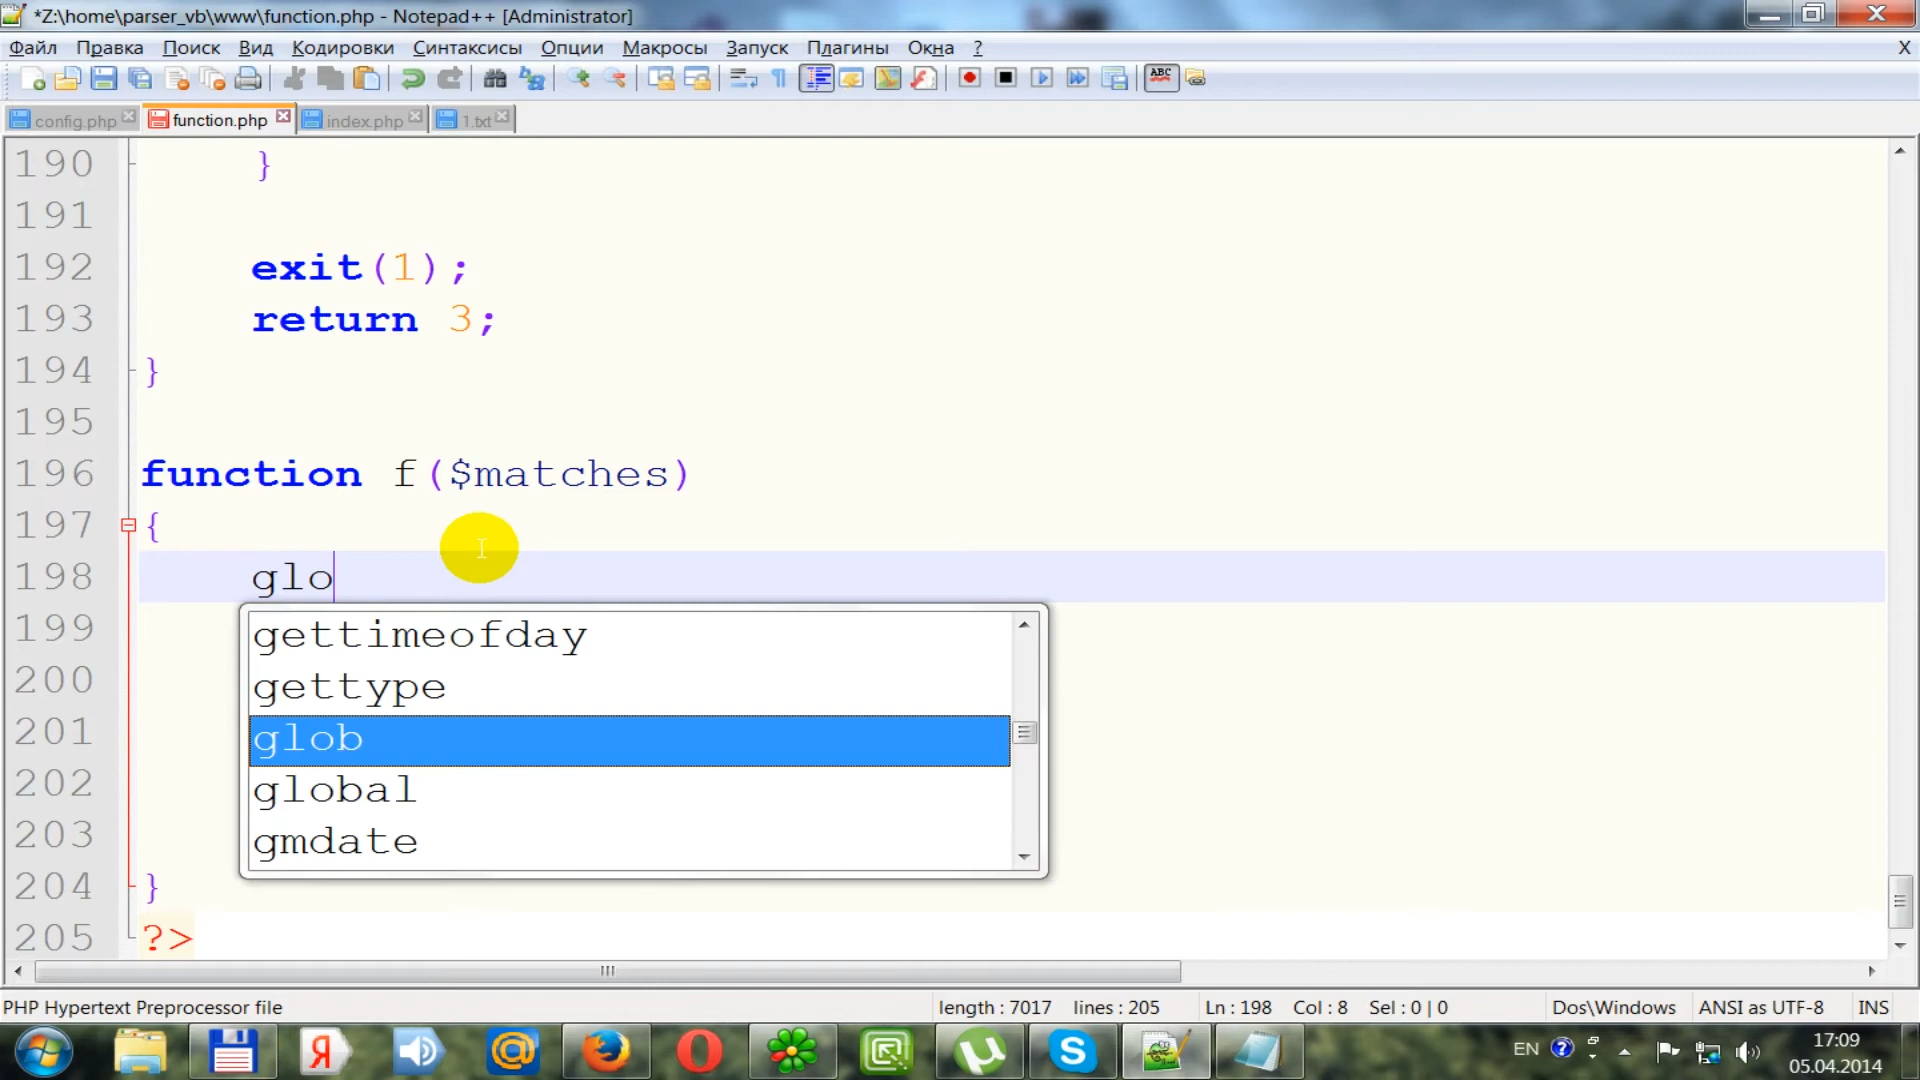 *Z:\home\parser_vb\www\function.php - Notepad++ [Administrator]
Файл Правка Поиск Вид Кодировки Синтаксисы Опции Макросы Запуск Плагины Окна ? X
ABC
config.php function.php index.php 1.txt
190 }
191
192 exit(1);
193 return 3;
194 }
195
196 function f($matches)
197 {
198 glo
199 gettimeofday
200 gettype
201 glob
202 global
203 gmdate
204 }
205 ?>
PHP Hypertext Preprocessor file length : 7017 lines : 205 Ln : 198 Col : 8 Sel : 0 | 0 Dos\Windows ANSI as UTF-8 INS
Я @ S EN ? 17:09
05.04.2014